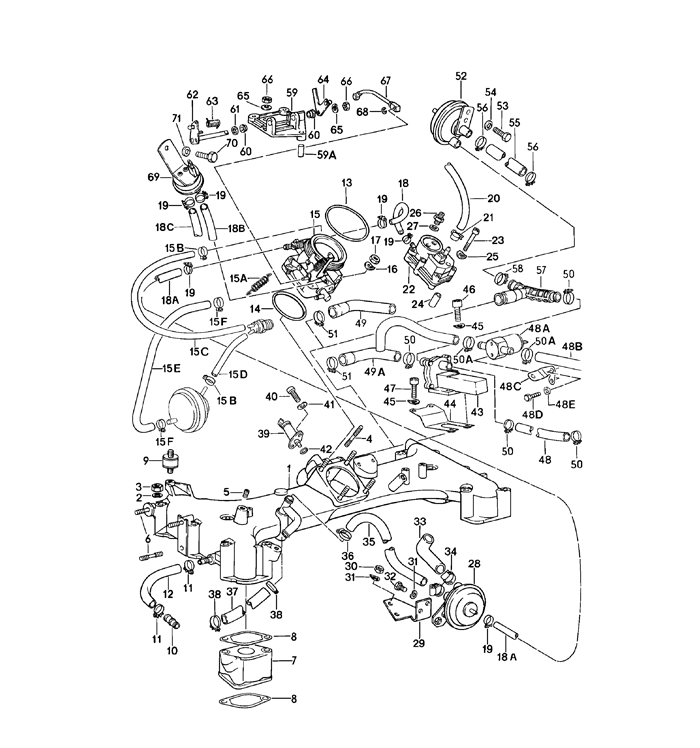 66 64 66 67 52
62 63 65 59 54
71 61 60 65 68 56 53
60 70 59A 55 56
69
19 19 13 18 20
18C 18B 15 19 26 21
15B 17 27 23
19 25
15A 16 22 58 57 50
18A 19 14 24 46
15F 51 49 45 48A
15C 50 50A 50A 48B
15E 15D 51 49A 47 48C
15B 40 41 45 44 43 48D 48E
39 42 4 50 48 50
15F
9 1
3 5
2
6 36 35 33 34 28
12 11 30 31 32 31
38 37 38
11 10 8 29 19 18A
7
8